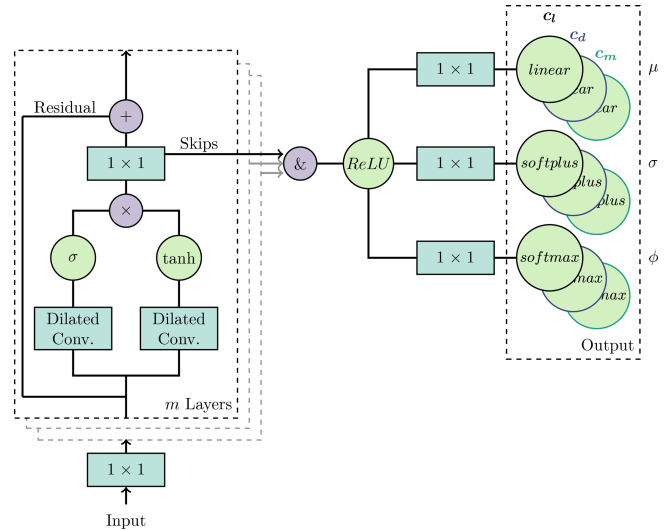 c_l
c_d
c_m
linear
ear
ear
μ
1 × 1
Residual
+
Skips
1 × 1
&
ReLU
1 × 1
softplus
plus
plus
σ
×
σ
tanh
1 × 1
softmax
max
max
ϕ
Dilated
Conv.
Dilated
Conv.
Output
m Layers
1 × 1
Input